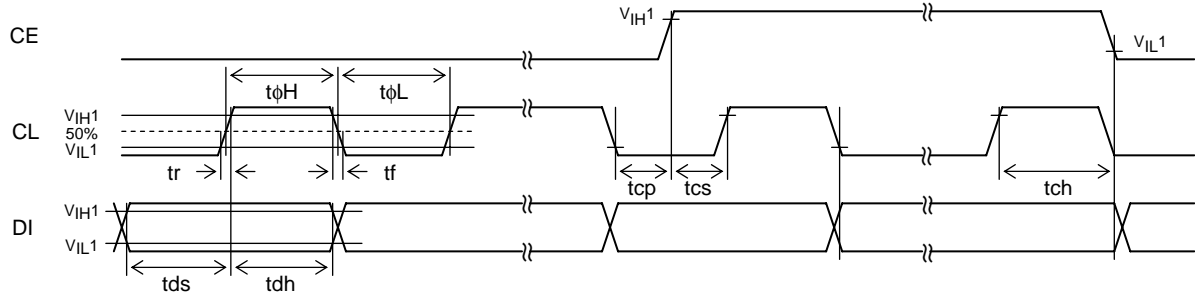 CE
VIH1
VIL1
tϕH
tϕL
CL
VIH1
50%
VIL1
tr
tf
tcp
tcs
tch
DI
VIH1
VIL1
tds
tdh